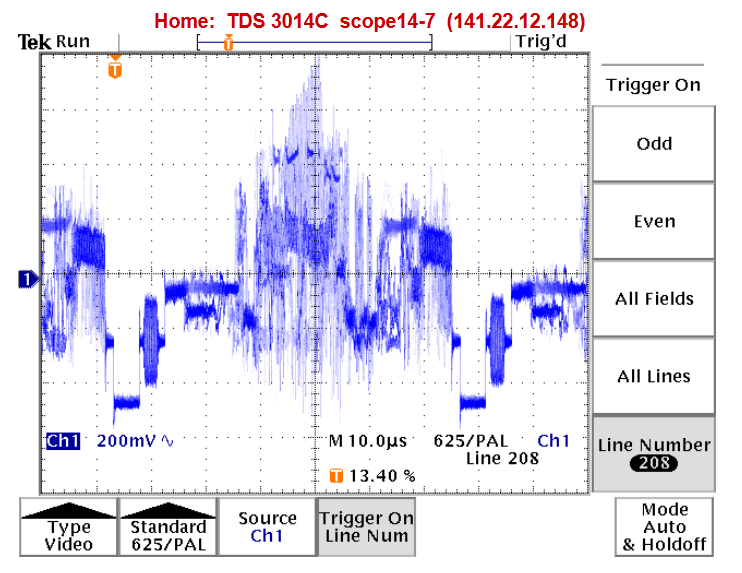 Home: TDS 3014C scope14-7 (141.22.12.148)
Tek Run
Trig'd
T
T
Trigger On
Odd
Even
1
All Fields
All Lines
Ch1 200mV∿ M 10.0µs 625/PAL Ch1
Line 208
T 13.40 %
Line Number
208
Type
Video
Standard
625/PAL
Source
Ch1
Trigger On
Line Num
Mode
Auto
& Holdoff